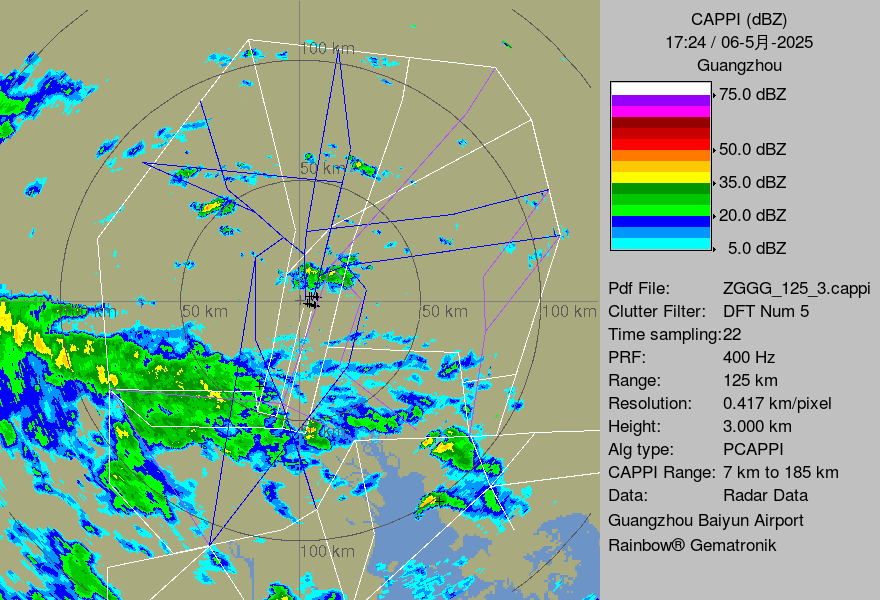 CAPPI (dBZ)
17:24 / 06-5月-2025
Guangzhou
75.0 dBZ
50.0 dBZ
35.0 dBZ
20.0 dBZ
5.0 dBZ
Pdf File: ZGGG_125_3.cappi
Clutter Filter: DFT Num 5
Time sampling:22
PRF: 400 Hz
Range: 125 km
Resolution: 0.417 km/pixel
Height: 3.000 km
Alg type: PCAPPI
CAPPI Range: 7 km to 185 km
Data: Radar Data
Guangzhou Baiyun Airport
Rainbow® Gematronik
100 km
50 km
50 km
50 km
100 km
100 km